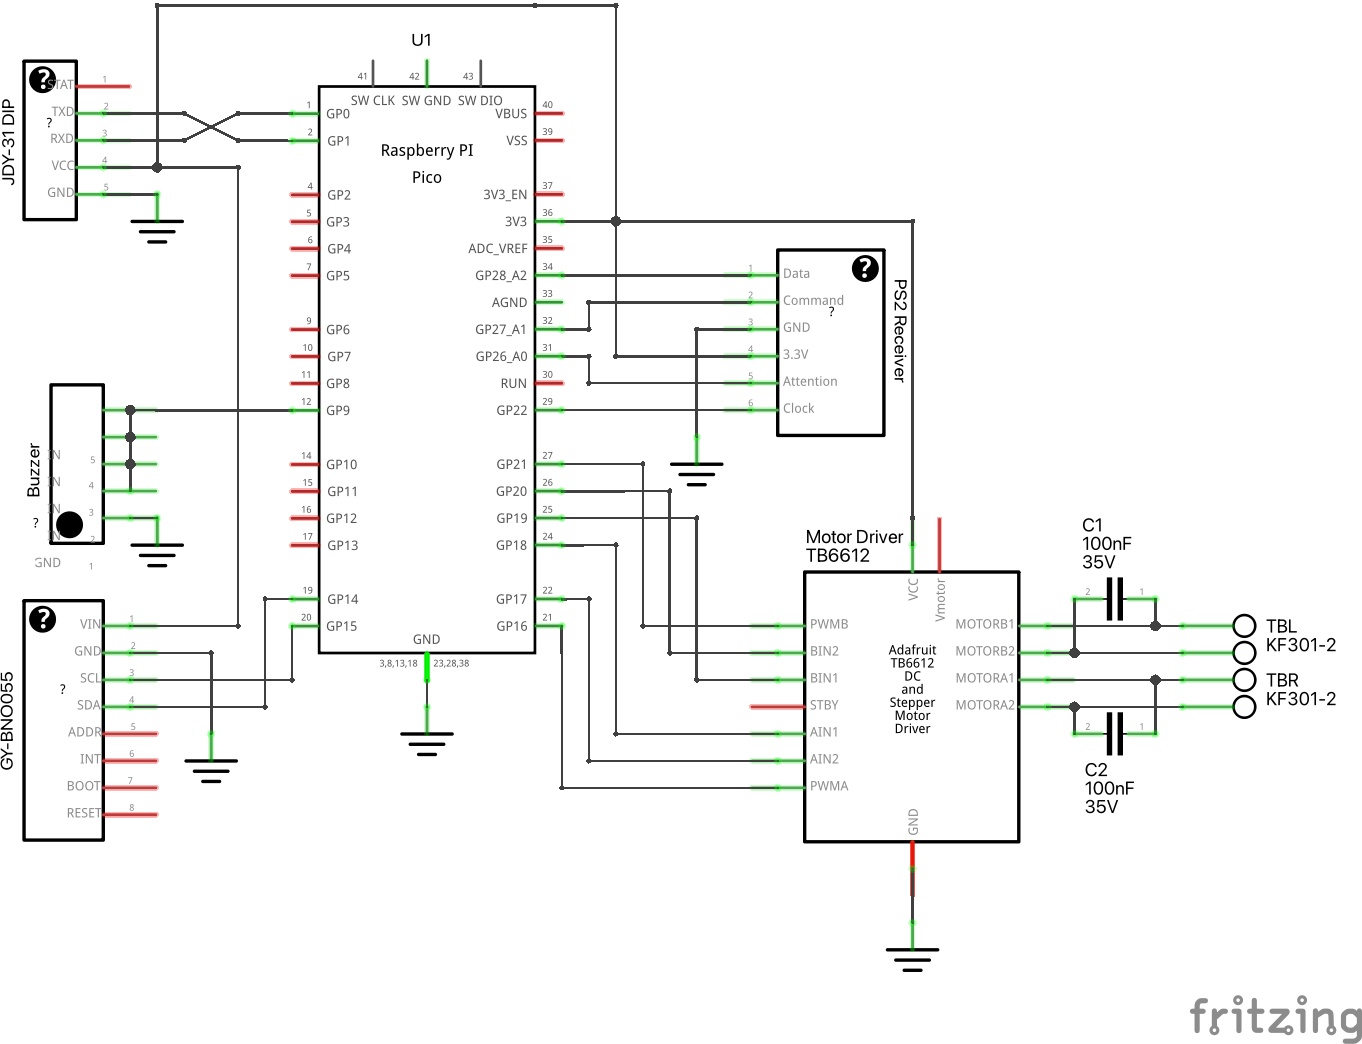 U1
41
42
43
SW CLK
SW GND
SW DIO
Raspberry PI
Pico
1
GP0
2
GP1
4
GP2
5
GP3
6
GP4
7
GP5
9
GP6
10
GP7
11
GP8
12
GP9
14
GP10
15
GP11
16
GP12
17
GP13
19
GP14
20
GP15
VBUS
40
VSS
39
3V3_EN
37
3V3
36
ADC_VREF
35
GP28_A2
34
AGND
33
GP27_A1
32
GP26_A0
31
RUN
30
GP22
29
GP21
27
GP20
26
GP19
25
GP18
24
GP17
22
GP16
21
GND
3,8,13,18
23,28,38
JDY-31 DIP
?
?
STAT
1
TXD
2
RXD
3
VCC
4
GND
5
Buzzer
?
IN
5
IN
4
IN
3
IN
2
GND
1
GY-BNO055
?
?
VIN
1
GND
2
SCL
3
SDA
4
ADDR
5
INT
6
BOOT
7
RESET
8
PS2 Receiver
?
?
1
Data
2
Command
3
GND
4
3.3V
5
Attention
6
Clock
Motor Driver
TB6612
VCC
Vmotor
PWMB
BIN2
BIN1
STBY
AIN1
AIN2
PWMA
Adafruit
TB6612
DC
and
Stepper
Motor
Driver
MOTORB1
MOTORB2
MOTORA1
MOTORA2
GND
C1
100nF
35V
2
1
C2
100nF
35V
2
1
TBL
KF301-2
TBR
KF301-2
fritzing